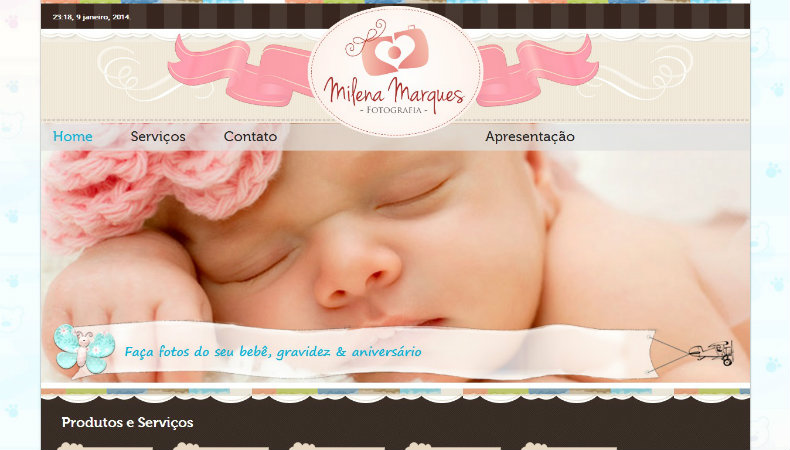 23:18, 9 janeiro, 2014.
Milena Marques
- FOTOGRAFIA -
Home
Serviços
Contato
Apresentação
Faça fotos do seu bebê, gravidez & aniversário
Produtos e Serviços